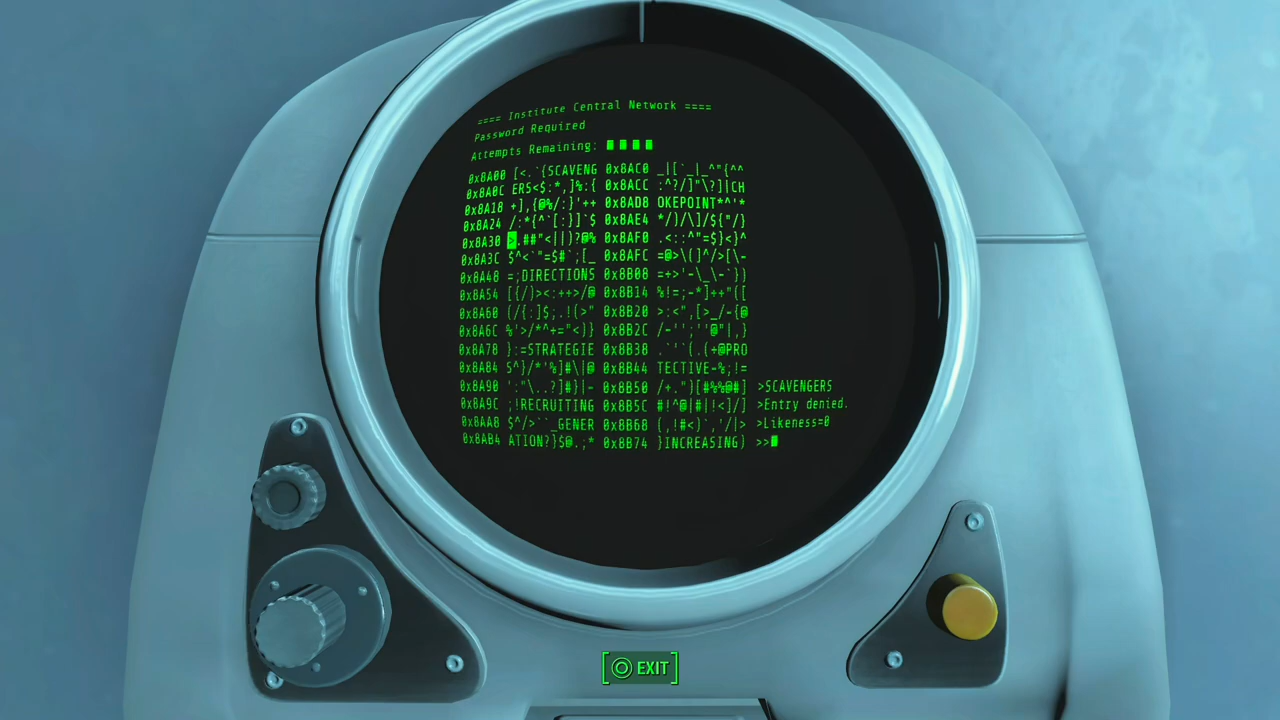 ==== Institute Central Network ====
Password Required
Attempts Remaining: ■ ■ ■ ■
0x8A00 [<.`{SCAVENG 0x8AC0 _|[`_|_^"{^^
0x8A0C ERS<$:*,]%:{ 0x8ACC :^?/]"\?]|CH
0x8A18 +],{@%/:}'++ 0x8AD8 OKEPOINT*^'*
0x8A24 /:*{^`[:}]`$ 0x8AE4 */)/\]/${"/}
0x8A30 >.##"<||)?@% 0x8AF0 .<::^"=$}<}^
0x8A3C $^<`"=$#`;[_ 0x8AFC =@>\(]^/>[\-
0x8A48 =;DIRECTIONS 0x8B08 =+>'-\_\-`})
0x8A54 [{/)><:++>/@ 0x8B14 %!=;-*]++"([
0x8A60 (/{:]$;.!(>" 0x8B20 >:<",[>_/-{@
0x8A6C %'>/*^+="<)} 0x8B2C /-'';''@"|,}
0x8A78 }:=STRATEGIE 0x8B38 .`'`(.(+@PRO
0x8A84 S^}/*'%]#\|@ 0x8B44 TECTIVE-%;!=
0x8A90 ':"\..?]#}|- 0x8B50 /+."}[#%%@#]
0x8A9C ;!RECRUITING 0x8B5C #!^@|#|!<]/]
0x8AA8 $^/>``_GENER 0x8B68 (,!#<)`,'/|>
0x8AB4 ATION?}$@.;* 0x8B74 }INCREASING)
>SCAVENGERS
>Entry denied.
>Likeness=0
>>■
EXIT